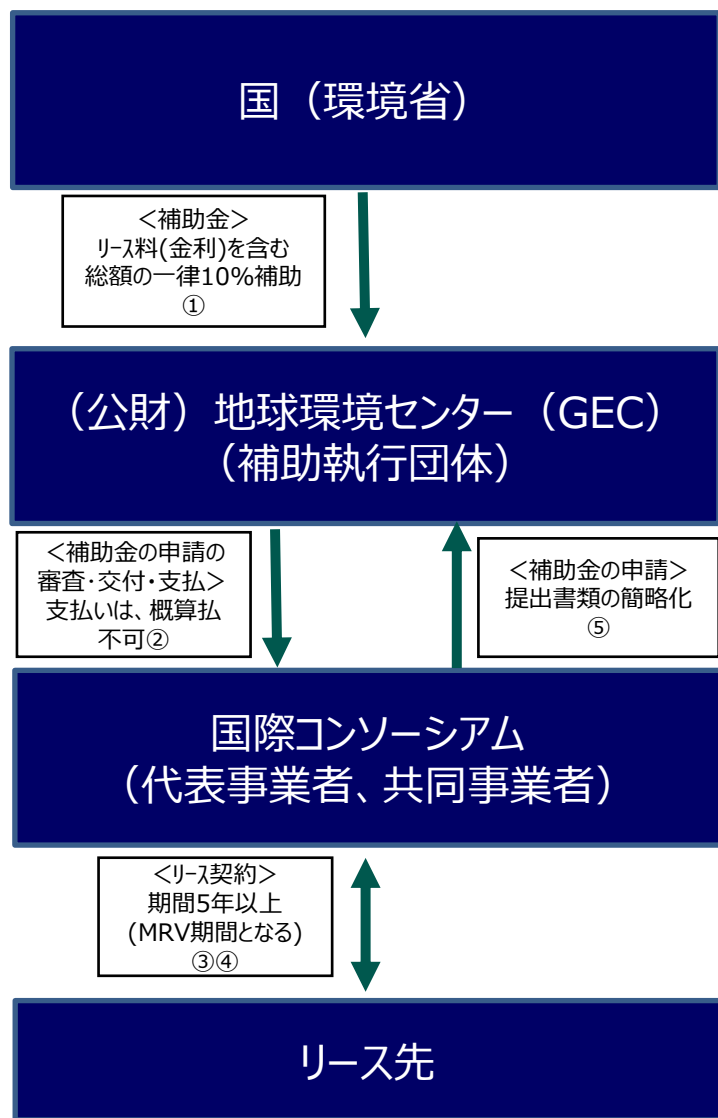 国（環境省）
＜補助金＞
ﾘｰｽ料(金利)を含む
総額の一律10%補助
①
（公財）地球環境センター（GEC）
（補助執行団体）
＜補助金の申請の
審査･交付･支払＞
支払いは、概算払
不可②
＜補助金の申請＞
提出書類の簡略化
⑤
国際ｺﾝｿｰｼｱﾑ
（代表事業者、共同事業者）
＜ﾘｰｽ契約＞
期間5年以上
(MRV期間となる)
③④
リース先